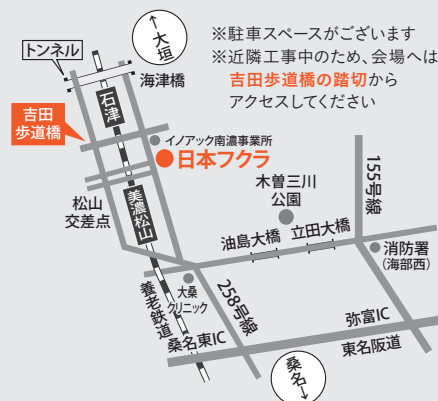 ↑大垣
※駐車スペースがございます
※近隣工事中のため、会場へは
吉田歩道橋の踏切から
アクセスしてください
トンネル
海津橋
石津
吉田
歩道橋
イノアック南濃事業所
日本フクラ
155号線
木曽三川
公園
美濃松山
松山
交差点
油島大橋
立田大橋
消防署
(海部西)
大桑
クリニック
養老鉄道
258号線
桑名東IC
弥富IC
東名阪道
桑名↓